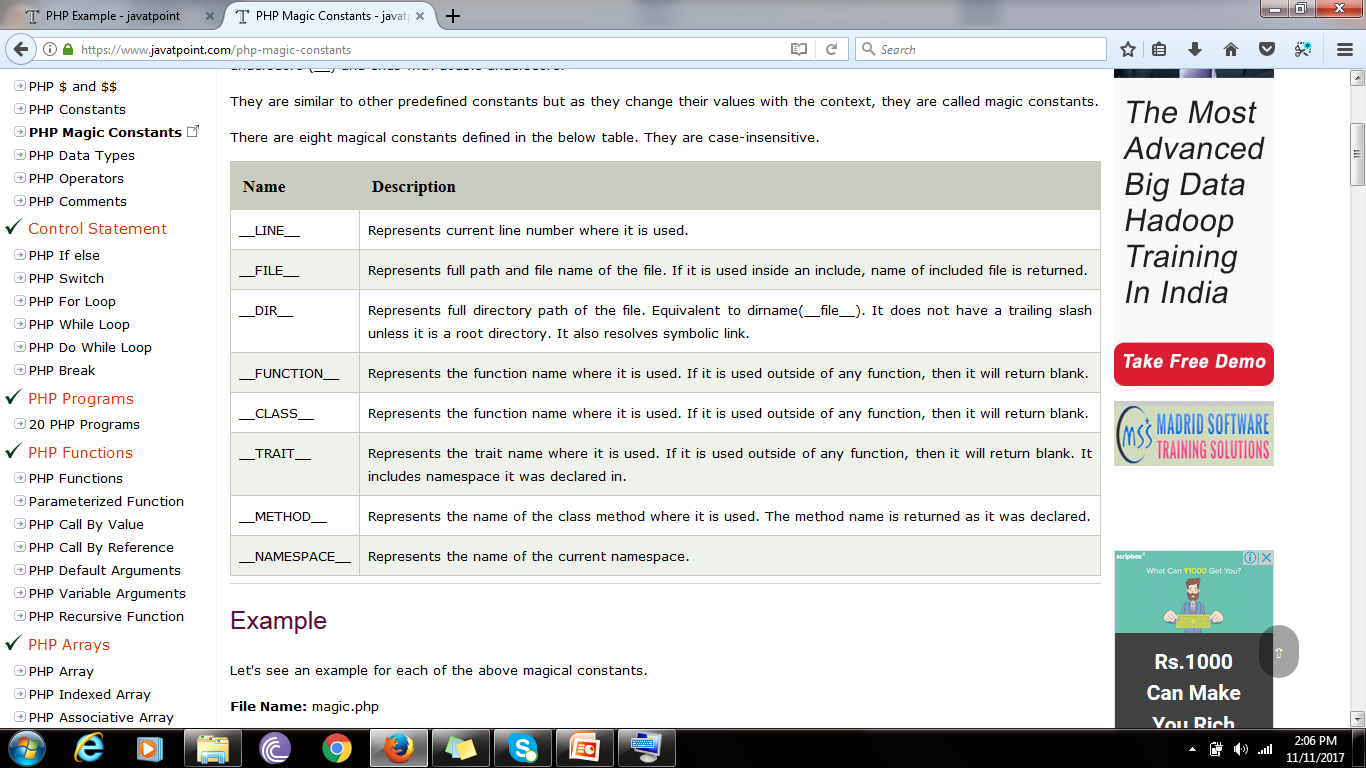 PHP Example - javatpoint
PHP Magic Constants - javatp
https://www.javatpoint.com/php-magic-constants
Search
PHP $ and $$
PHP Constants
PHP Magic Constants
PHP Data Types
PHP Operators
PHP Comments
Control Statement
PHP If else
PHP Switch
PHP For Loop
PHP While Loop
PHP Do While Loop
PHP Break
PHP Programs
20 PHP Programs
PHP Functions
PHP Functions
Parameterized Function
PHP Call By Value
PHP Call By Reference
PHP Default Arguments
PHP Variable Arguments
PHP Recursive Function
PHP Arrays
PHP Array
PHP Indexed Array
PHP Associative Array
They are similar to other predefined constants but as they change their values with the context, they are called magic constants.
There are eight magical constants defined in the below table. They are case-insensitive.
Name Description
__LINE__ Represents current line number where it is used.
__FILE__ Represents full path and file name of the file. If it is used inside an include, name of included file is returned.
__DIR__ Represents full directory path of the file. Equivalent to dirname(__file__). It does not have a trailing slash
unless it is a root directory. It also resolves symbolic link.
__FUNCTION__ Represents the function name where it is used. If it is used outside of any function, then it will return blank.
__CLASS__ Represents the function name where it is used. If it is used outside of any function, then it will return blank.
__TRAIT__ Represents the trait name where it is used. If it is used outside of any function, then it will return blank. It
includes namespace it was declared in.
__METHOD__ Represents the name of the class method where it is used. The method name is returned as it was declared.
__NAMESPACE__ Represents the name of the current namespace.
Example
Let's see an example for each of the above magical constants.
File Name: magic.php
The Most
Advanced
Big Data
Hadoop
Training
In India
Take Free Demo
MSS MADRID SOFTWARE
TRAINING SOLUTIONS
scripbox
What Can ₹1000 Get You?
Rs.1000
Can Make
You Rich
2:06 PM
11/11/2017